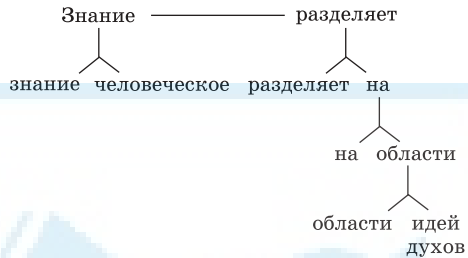 Знание разделяет
знание человеческое разделяет на
на области
области идей
духов